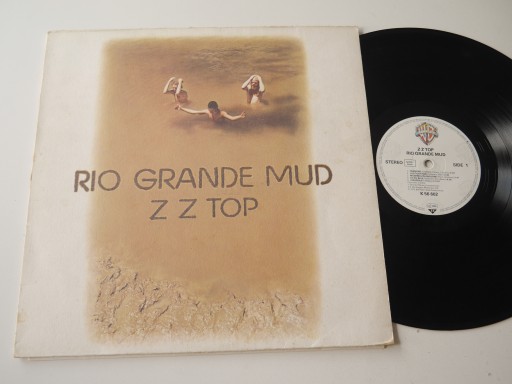 RIO GRANDE MUD
Z Z TOP
Z Z TOP
RIO GRANDE MUD
STEREO
SIDE 1